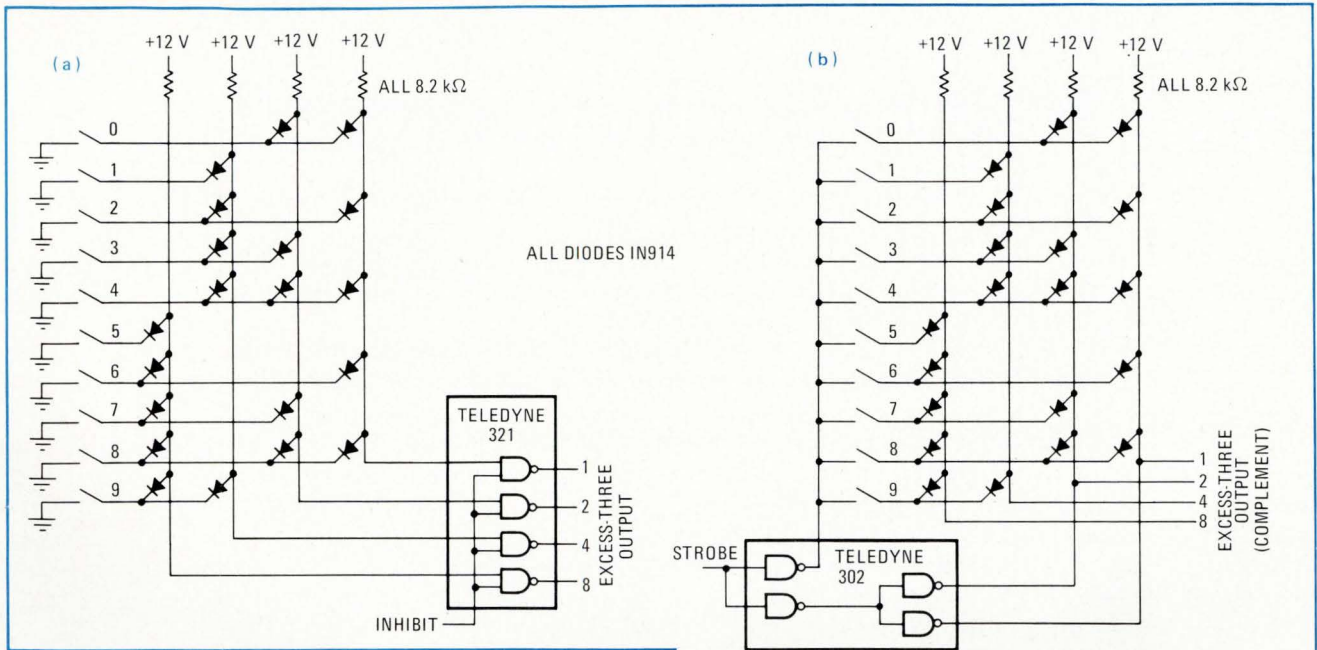 (a)
+12 V +12 V +12 V +12 V
ALL 8.2 kΩ
0
1
2
3
4
5
6
7
8
9
TELEDYNE
321
1
2
4
8
EXCESS-THREE
OUTPUT
INHIBIT
ALL DIODES IN914
(b)
+12 V +12 V +12 V +12 V
ALL 8.2 kΩ
0
1
2
3
4
5
6
7
8
9
1
2
4
8
EXCESS-THREE
OUTPUT
(COMPLEMENT)
STROBE
TELEDYNE
302